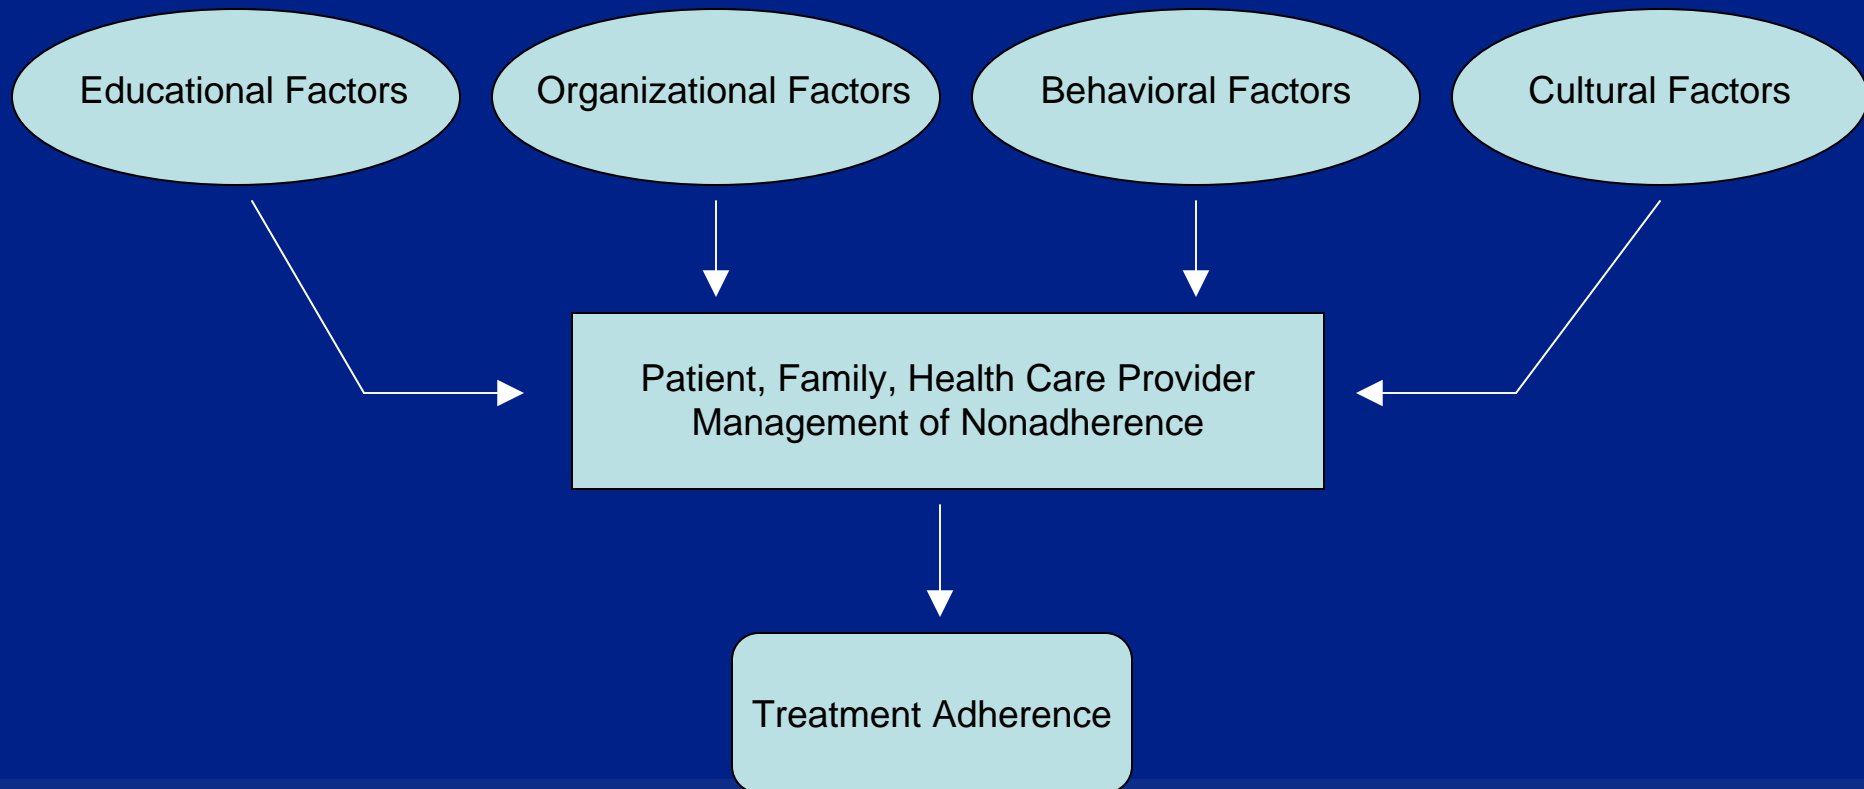 Educational Factors
Organizational Factors
Behavioral Factors
Cultural Factors
Patient, Family, Health Care Provider
Management of Nonadherence
Treatment Adherence